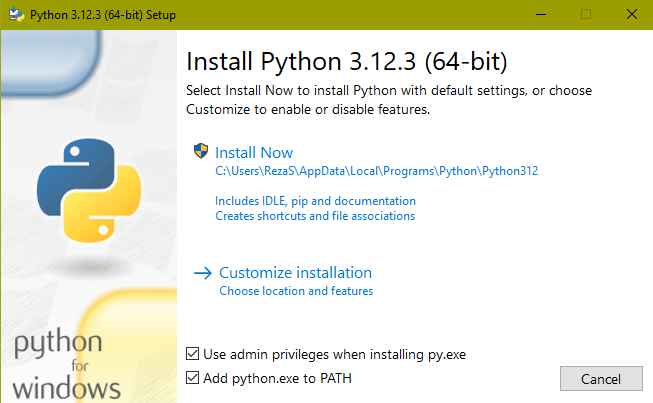 Python 3.12.3 (64-bit) Setup
Install Python 3.12.3 (64-bit)
Select Install Now to install Python with default settings, or choose
Customize to enable or disable features.
Install Now
C:\Users\RezaS\AppData\Local\Programs\Python\Python312
Includes IDLE, pip and documentation
Creates shortcuts and file associations
Customize installation
Choose location and features
Use admin privileges when installing py.exe
Add python.exe to PATH
Cancel
python
for
windows